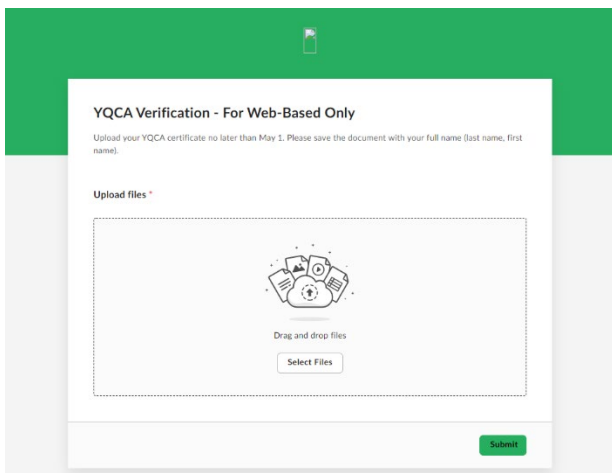 YQCA Verification - For Web-Based Only
Upload your YQCA certificate no later than May 1. Please save the document with your full name (last name, first
name).
Upload files *
Drag and drop files
Select Files
Submit